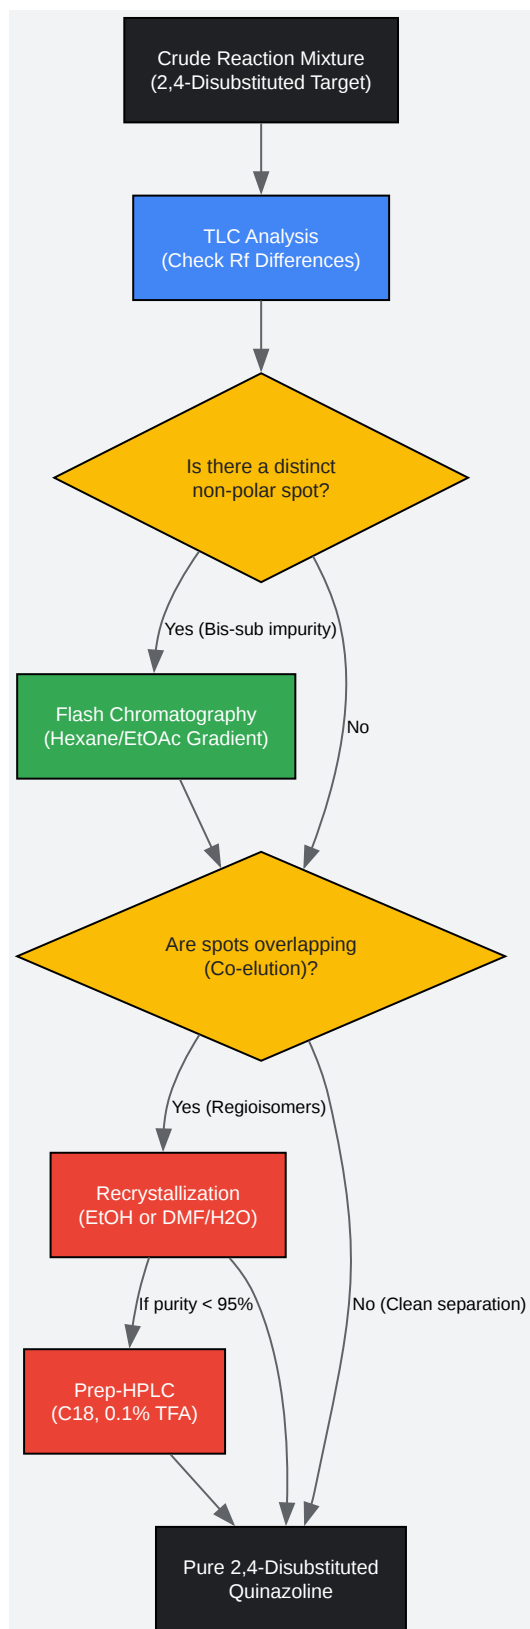 Crude Reaction Mixture
(2,4-Disubstituted Target)
TLC Analysis
(Check Rf Differences)
Is there a distinct
non-polar spot?
Yes (Bis-sub impurity)
Flash Chromatography
(Hexane/EtOAc Gradient)
No
Are spots overlapping
(Co-elution)?
Yes (Regioisomers)
Recrystallization
(EtOH or DMF/H2O)
If purity < 95%
No (Clean separation)
Prep-HPLC
(C18, 0.1% TFA)
Pure 2,4-Disubstituted
Quinazoline